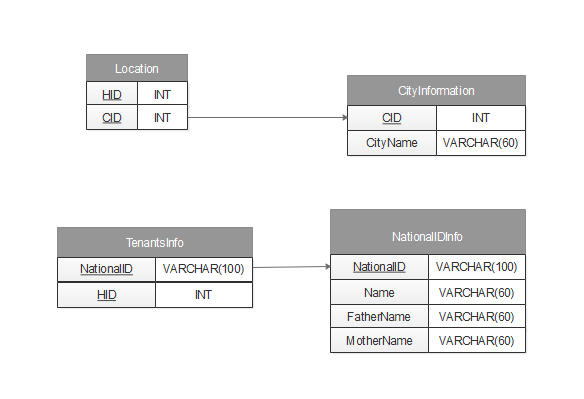 Location
HID INT
CID INT
CityInformation
CID INT
CityName VARCHAR(60)
TenantsInfo
NationalID VARCHAR(100)
HID INT
NationalIDInfo
NationalID VARCHAR(100)
Name VARCHAR(60)
FatherName VARCHAR(60)
MotherName VARCHAR(60)